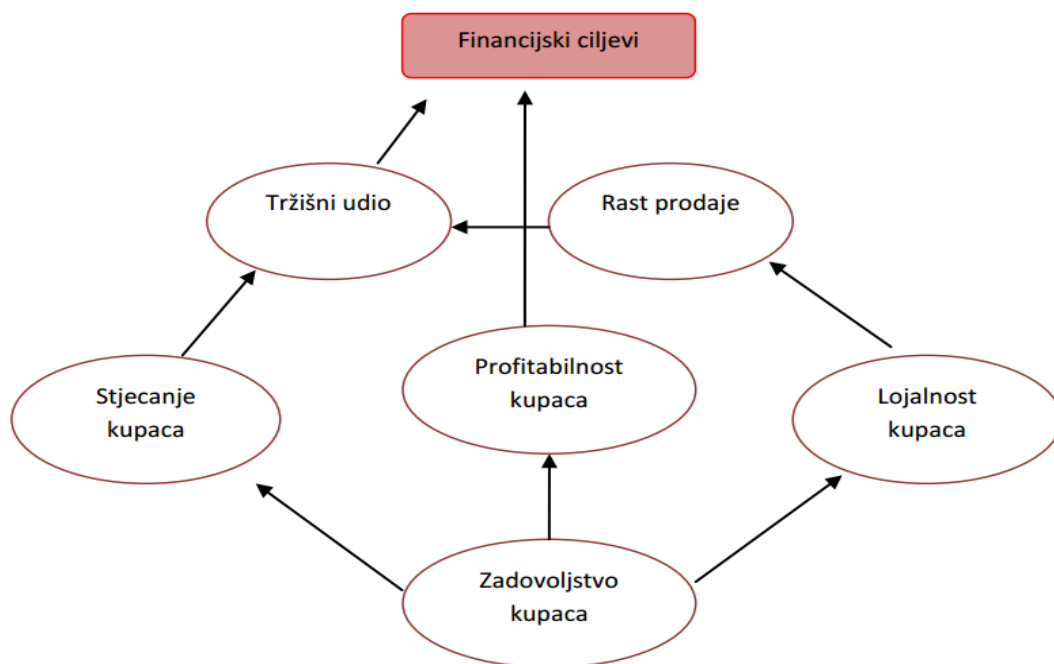 Financijski ciljevi
Tržišni udio
Rast prodaje
Profitabilnost
kupaca
Stjecanje
kupaca
Lojalnost
kupaca
Zadovoljstvo
kupaca